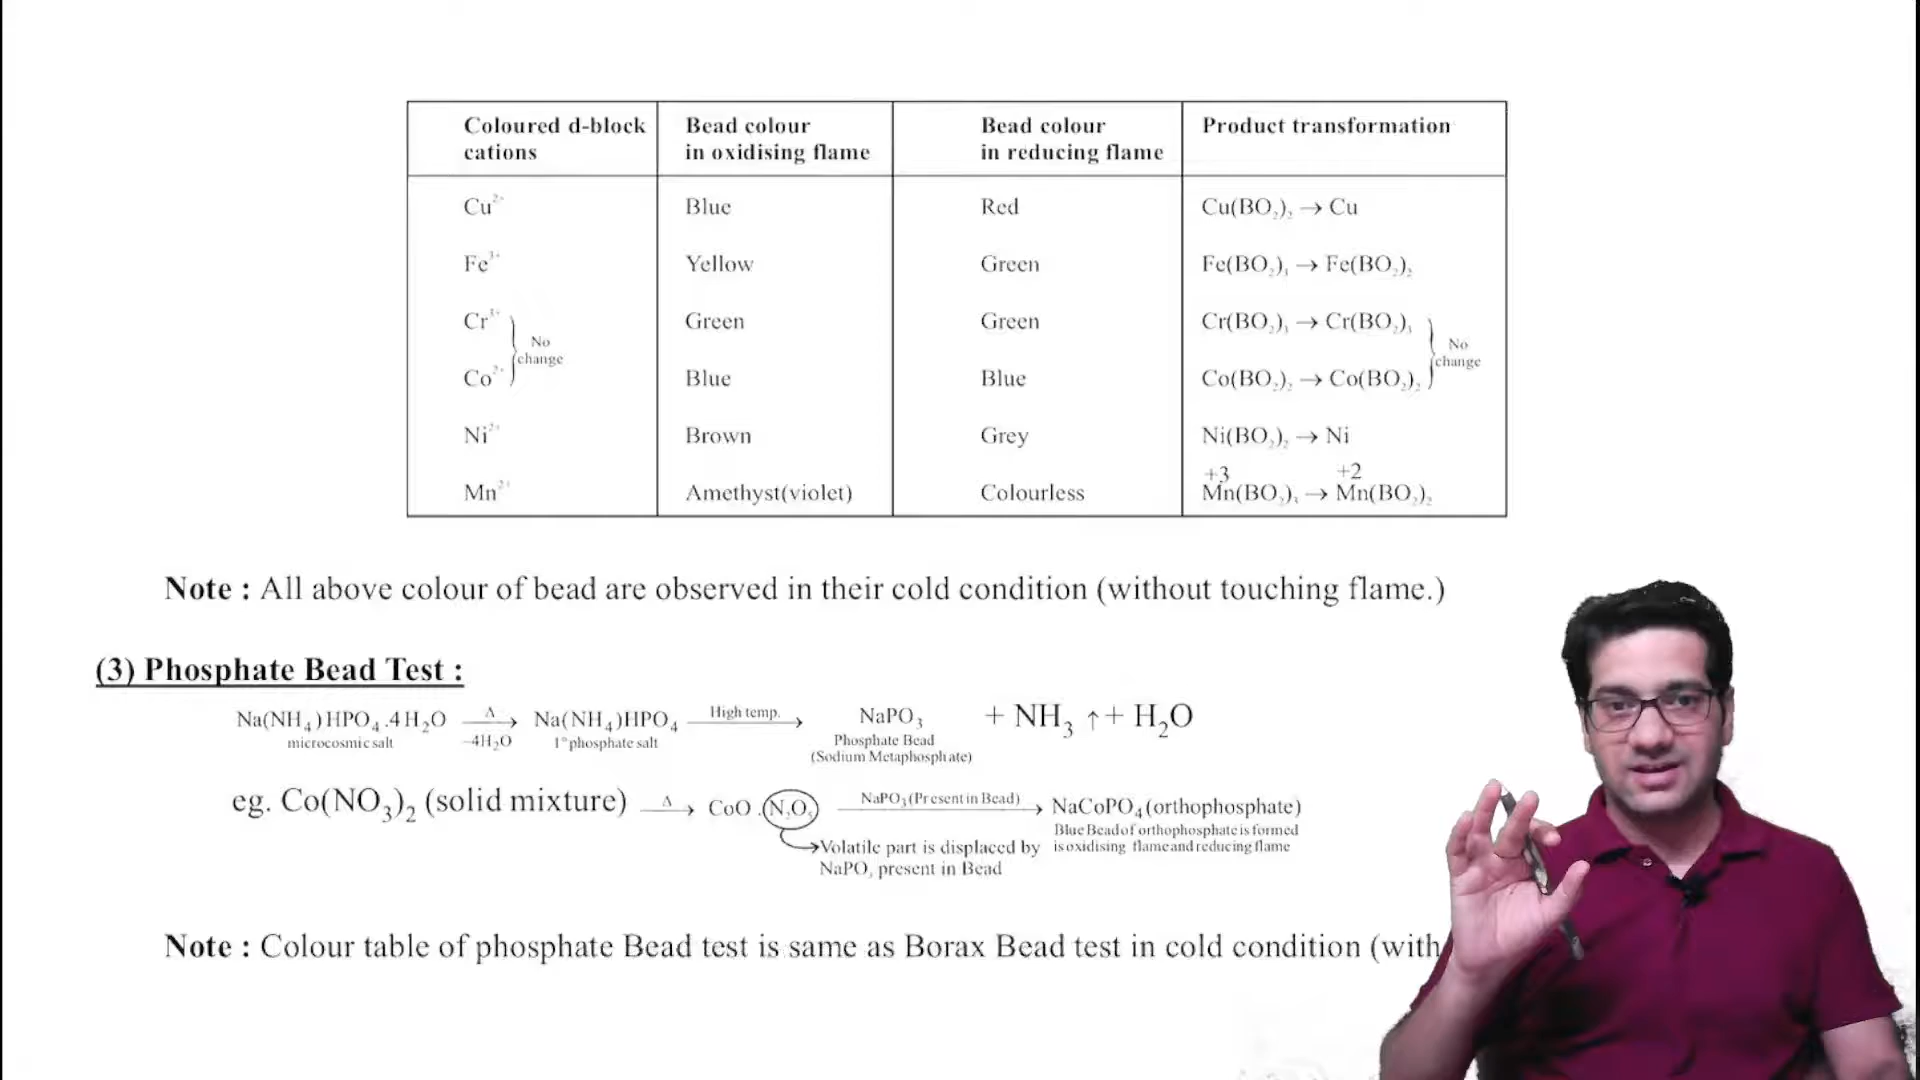 Coloured d-block cations | Bead colour in oxidising flame | Bead colour in reducing flame | Product transformation
Cu²⁺ | Blue | Red | Cu(BO₂)₂ → Cu
Fe³⁺ | Yellow | Green | Fe(BO₂)₃ → Fe(BO₂)₂
Cr³⁺ | Green | Green | Cr(BO₂)₃ → Cr(BO₂)₃
No change | No change
Co²⁺ | Blue | Blue | Co(BO₂)₂ → Co(BO₂)₂
Ni²⁺ | Brown | Grey | Ni(BO₂)₂ → Ni
+3 +2
Mn²⁺ | Amethyst(violet) | Colourless | Mn(BO₂)₃ → Mn(BO₂)₂
Note : All above colour of bead are observed in their cold condition (without touching flame.)
(3) Phosphate Bead Test :
Na(NH₄)HPO₄.4H₂O —Δ→ Na(NH₄)HPO₄ —High temp.→ NaPO₃ + NH₃ ↑ + H₂O
microcosmic salt −4H₂O 1°phosphate salt Phosphate Bead
(Sodium Metaphosphate)
eg. Co(NO₃)₂ (solid mixture) —Δ→ CoO . N₂O₅ —NaPO₃(Present in Bead)→ NaCoPO₄(orthophosphate)
Blue Bead of orthophosphate is formed
Volatile part is displaced by is oxidising flame and reducing flame
NaPO₃ present in Bead
Note : Colour table of phosphate Bead test is same as Borax Bead test in cold condition (with